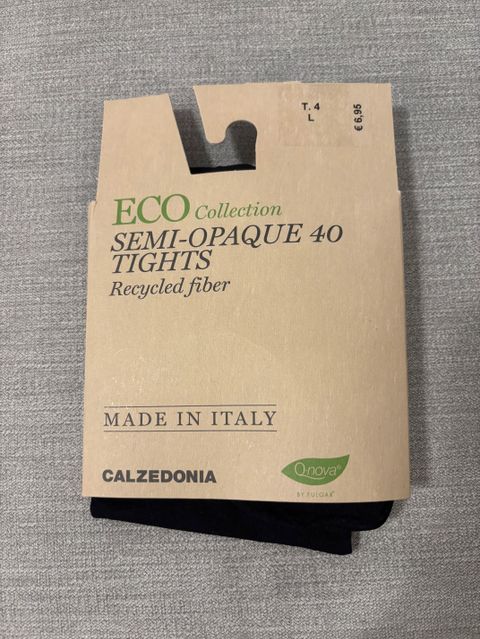 T. 4
L
€ 6,95
ECO Collection
SEMI-OPAQUE 40
TIGHTS
Recycled fiber
MADE IN ITALY
CALZEDONIA
Q-nova®
BY FULGAR®